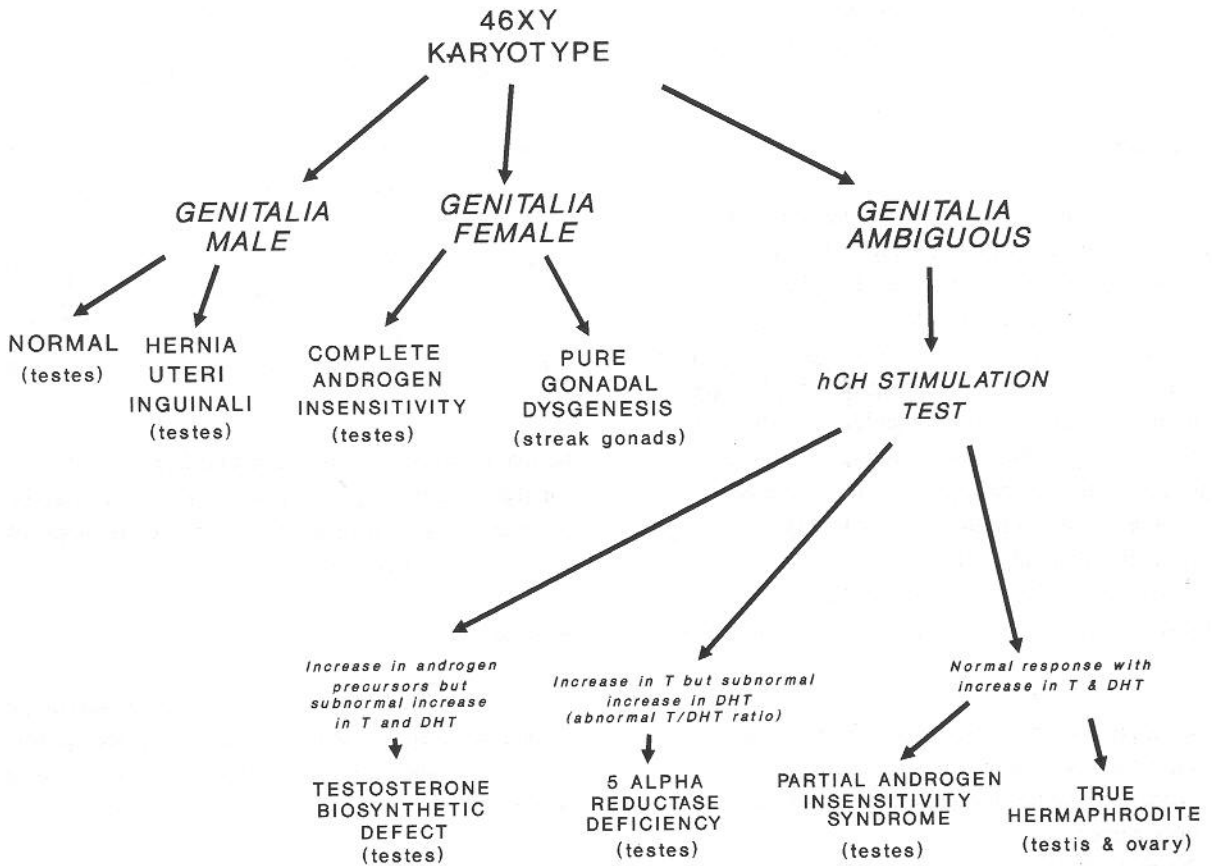 46XY
KARYOTYPE
GENITALIA
MALE
GENITALIA
FEMALE
GENITALIA
AMBIGUOUS
NORMAL
(testes)
HERNIA
UTERI
INGUINALI
(testes)
COMPLETE
ANDROGEN
INSENSITIVITY
(testes)
PURE
GONADAL
DYSGENESIS
(streak gonads)
hCH STIMULATION
TEST
Increase in androgen
precursors but
subnormal increase
in T and DHT
Increase in T but subnormal
increase in DHT
(abnormal T/DHT ratio)
Normal response with
increase in T & DHT
TESTOSTERONE
BIOSYNTHETIC
DEFECT
(testes)
5 ALPHA
REDUCTASE
DEFICIENCY
(testes)
PARTIAL ANDROGEN
INSENSITIVITY
SYNDROME
(testes)
TRUE
HERMAPHRODITE
(testis & ovary)